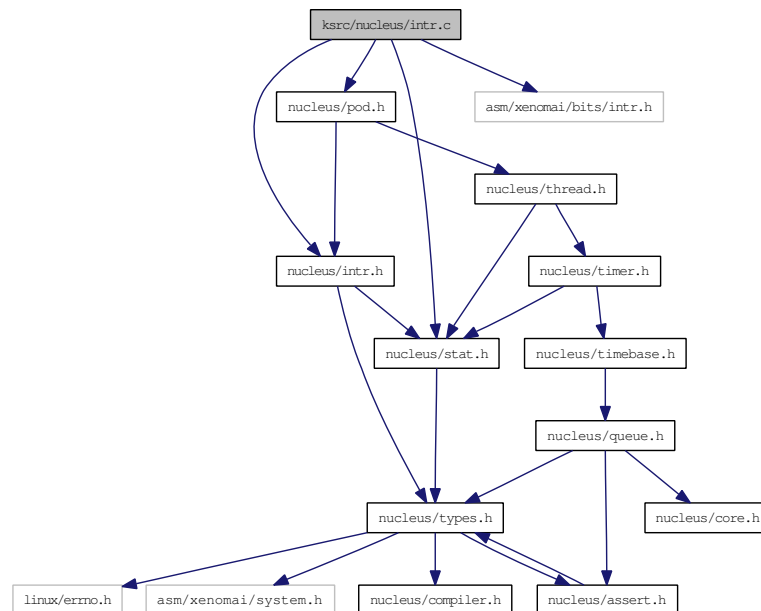 ksrc/nucleus/intr.c
nucleus/pod.h
asm/xenomai/bits/intr.h
nucleus/thread.h
nucleus/intr.h
nucleus/timer.h
nucleus/stat.h
nucleus/timebase.h
nucleus/queue.h
nucleus/types.h
nucleus/core.h
linux/errno.h
asm/xenomai/system.h
nucleus/compiler.h
nucleus/assert.h